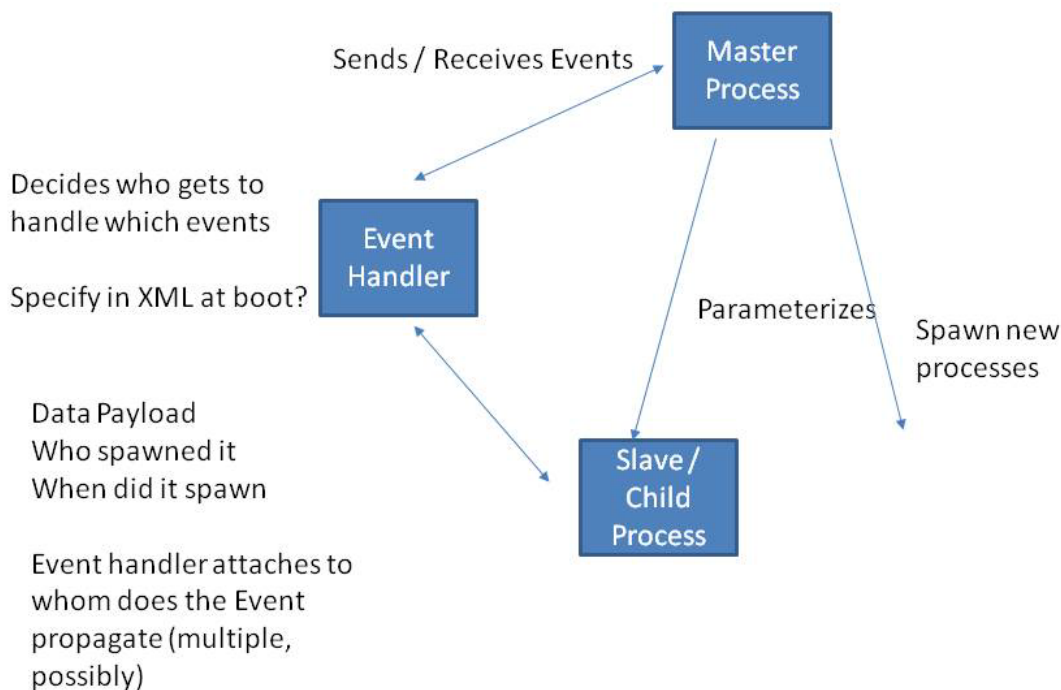 Sends / Receives Events
Master
Process
Decides who gets to
handle which events
Event
Handler
Specify in XML at boot?
Parameterizes
Spawn new
processes
Data Payload
Who spawned it
When did it spawn
Slave /
Child
Process
Event handler attaches to
whom does the Event
propagate (multiple,
possibly)